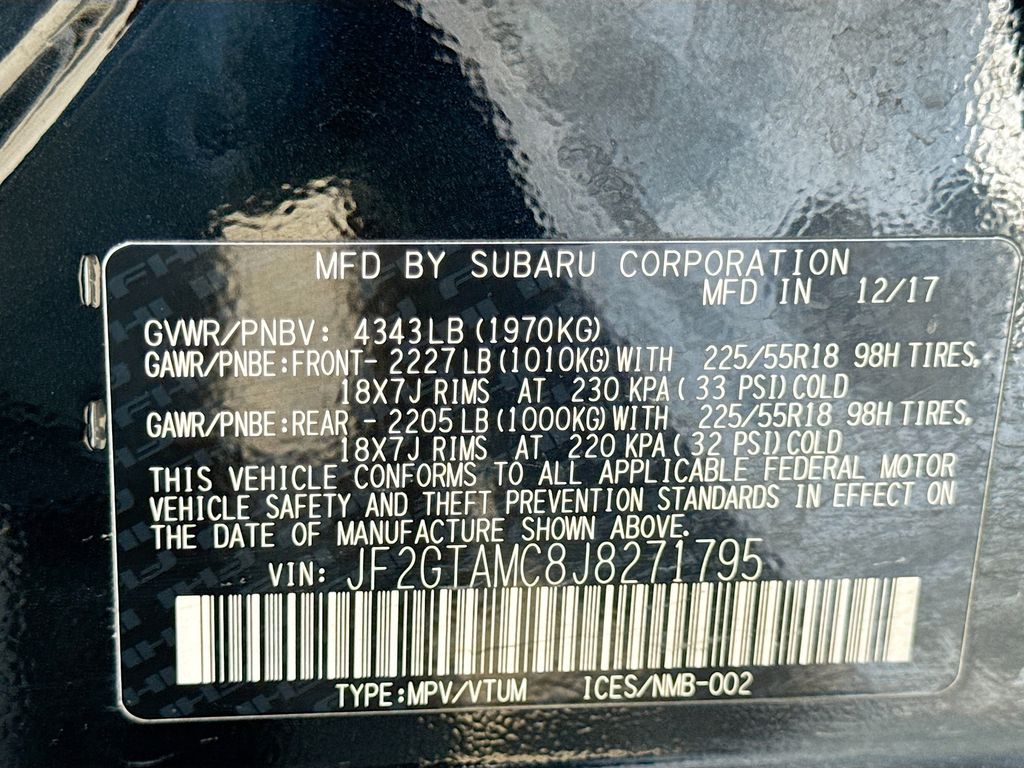 MFD BY SUBARU CORPORATION
MFD IN 12/17
GVWR/PNBV: 4343LB (1970KG)
GAWR/PNBE:FRONT- 2227LB (1010KG) WITH 225/55R18 98H TIRES,
18X7J RIMS AT 230 KPA ( 33 PSI) COLD
GAWR/PNBE:REAR - 2205LB (1000KG) WITH 225/55R18 98H TIRES,
18X7J RIMS AT 220 KPA ( 32 PSI) COLD
THIS VEHICLE CONFORMS TO ALL APPLICABLE FEDERAL MOTOR
VEHICLE SAFETY AND THEFT PREVENTION STANDARDS IN EFFECT ON
THE DATE OF MANUFACTURE SHOWN ABOVE.
VIN: JF2GTAMC8J8271795
TYPE:MPV/VTUM ICES/NMB-002